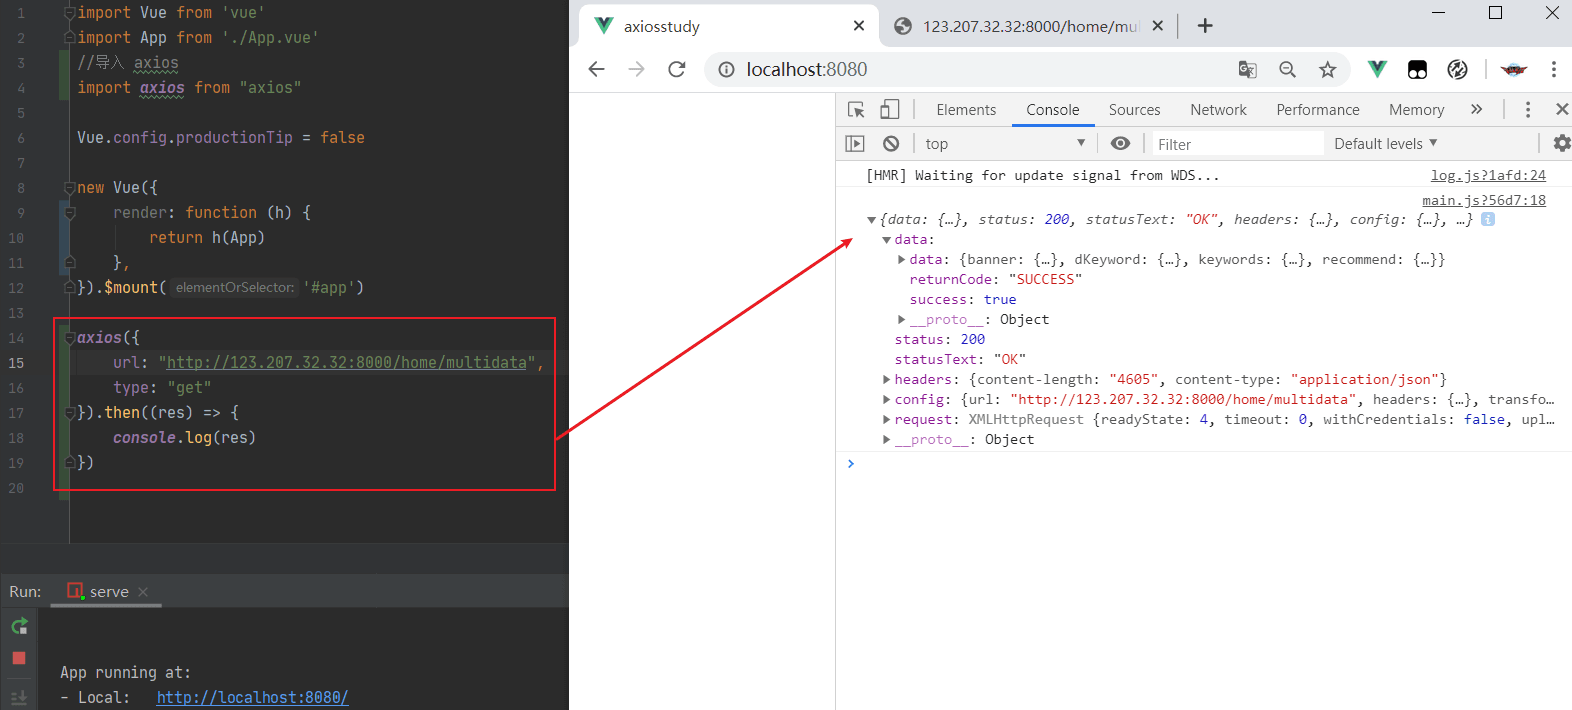 1 import Vue from 'vue'
2 import App from './App.vue'
3 //导入 axios
4 import axios from "axios"
5
6 Vue.config.productionTip = false
7
8 new Vue({
9 render: function (h) {
10 return h(App)
11 },
12 }).$mount( elementOrSelector: '#app')
13
14 axios({
15 url: "http://123.207.32.32:8000/home/multidata",
16 type: "get"
17 }).then((res) => {
18 console.log(res)
19 })
20
Run: serve
App running at:
- Local: http://localhost:8080/
axiosstudy
123.207.32.32:8000/home/mul
localhost:8080
Elements Console Sources Network Performance Memory »
top Filter Default levels
[HMR] Waiting for update signal from WDS... log.js?1afd:24
main.js?56d7:18
{data: {…}, status: 200, statusText: "OK", headers: {…}, config: {…}, …}
data:
data: {banner: {…}, dKeyword: {…}, keywords: {…}, recommend: {…}}
returnCode: "SUCCESS"
success: true
__proto__: Object
status: 200
statusText: "OK"
headers: {content-length: "4605", content-type: "application/json"}
config: {url: "http://123.207.32.32:8000/home/multidata", headers: {…}, transfo…
request: XMLHttpRequest {readyState: 4, timeout: 0, withCredentials: false, upl…
__proto__: Object